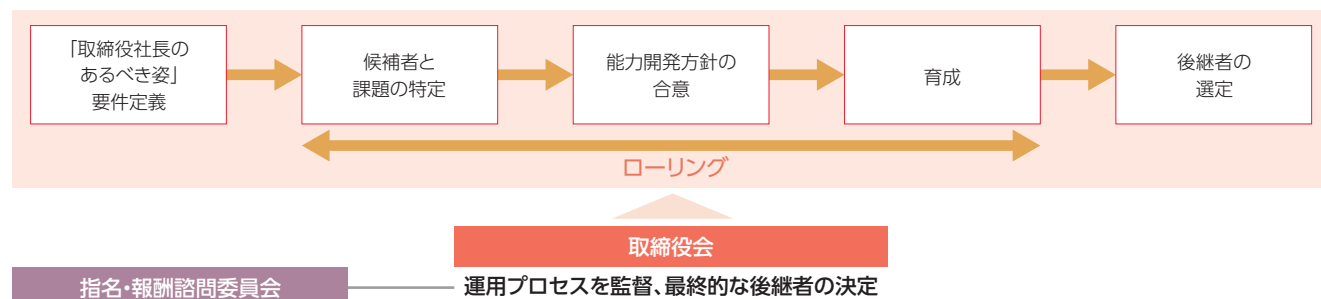 「取締役社長の
あるべき姿」
要件定義
候補者と
課題の特定
能力開発方針の
合意
育成
後継者の
選定
ローリング
取締役会
指名・報酬諮問委員会
運用プロセスを監督、最終的な後継者の決定